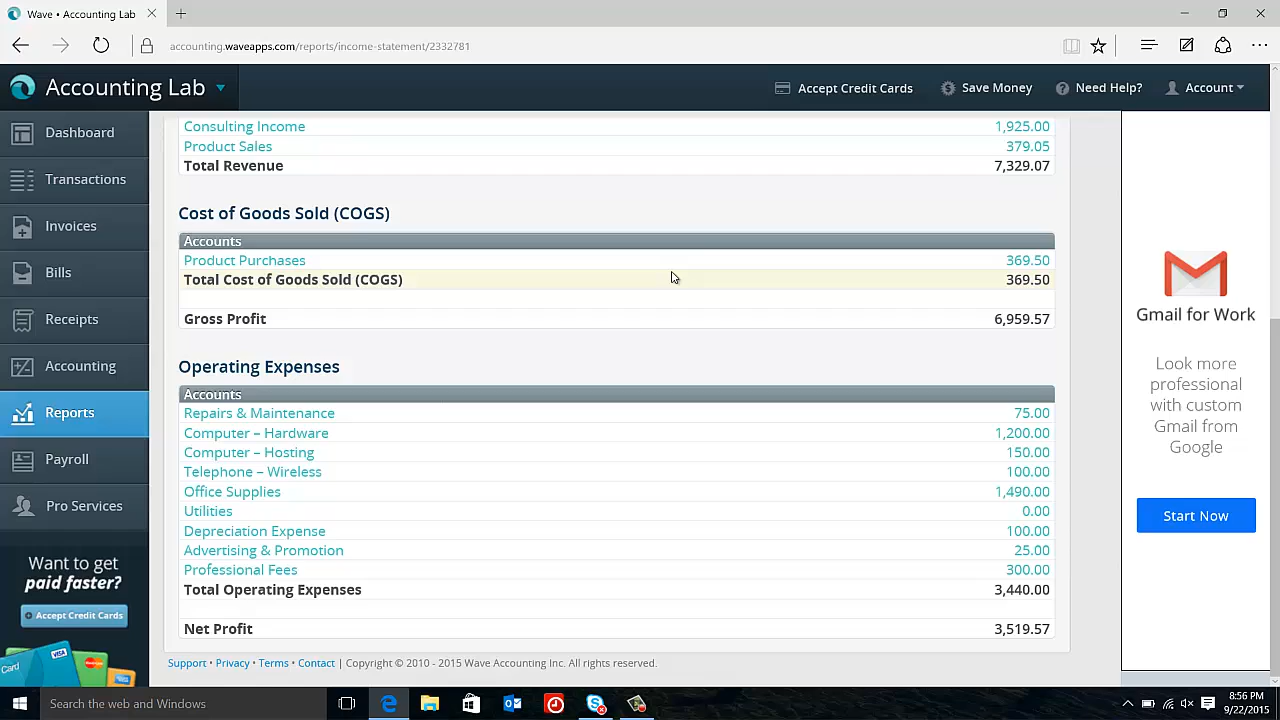 Wave • Accounting Lab
accounting.waveapps.com/reports/income-statement/2332781
Accounting Lab
Accept Credit Cards
Save Money
Need Help?
Account
Dashboard
Transactions
Invoices
Bills
Receipts
Accounting
Reports
Payroll
Pro Services
Want to get
paid faster?
Accept Credit Cards
Card
VISA
Consulting Income 1,925.00
Product Sales 379.05
Total Revenue 7,329.07
Cost of Goods Sold (COGS)
Accounts
Product Purchases 369.50
Total Cost of Goods Sold (COGS) 369.50
Gross Profit 6,959.57
Operating Expenses
Accounts
Repairs & Maintenance 75.00
Computer – Hardware 1,200.00
Computer – Hosting 150.00
Telephone – Wireless 100.00
Office Supplies 1,490.00
Utilities 0.00
Depreciation Expense 100.00
Advertising & Promotion 25.00
Professional Fees 300.00
Total Operating Expenses 3,440.00
Net Profit 3,519.57
Support • Privacy • Terms • Contact | Copyright © 2010 - 2015 Wave Accounting Inc. All rights reserved.
Gmail for Work
Look more
professional
with custom
Gmail from
Google
Start Now
Search the web and Windows
8:56 PM
9/22/2015